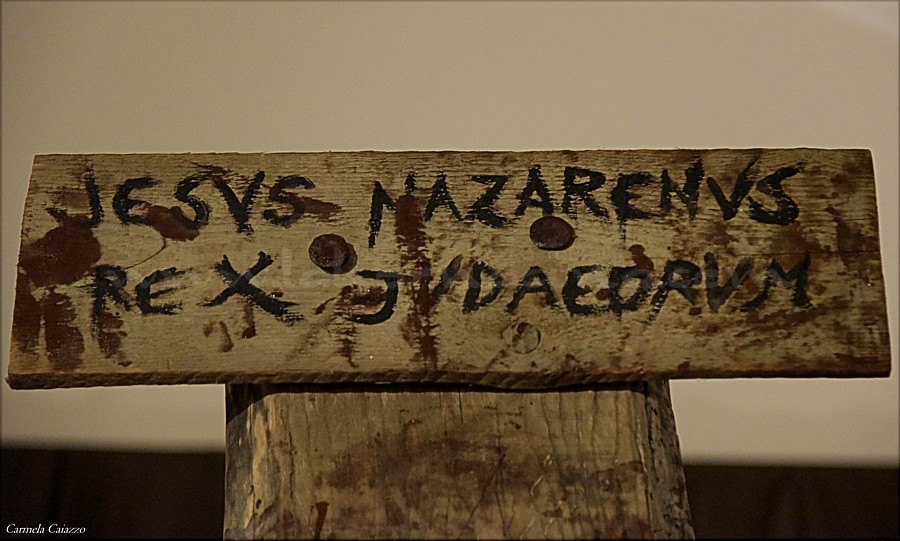 JESVS NAZARENVS
REX JVDAEORVM
Carmela Caiazzo